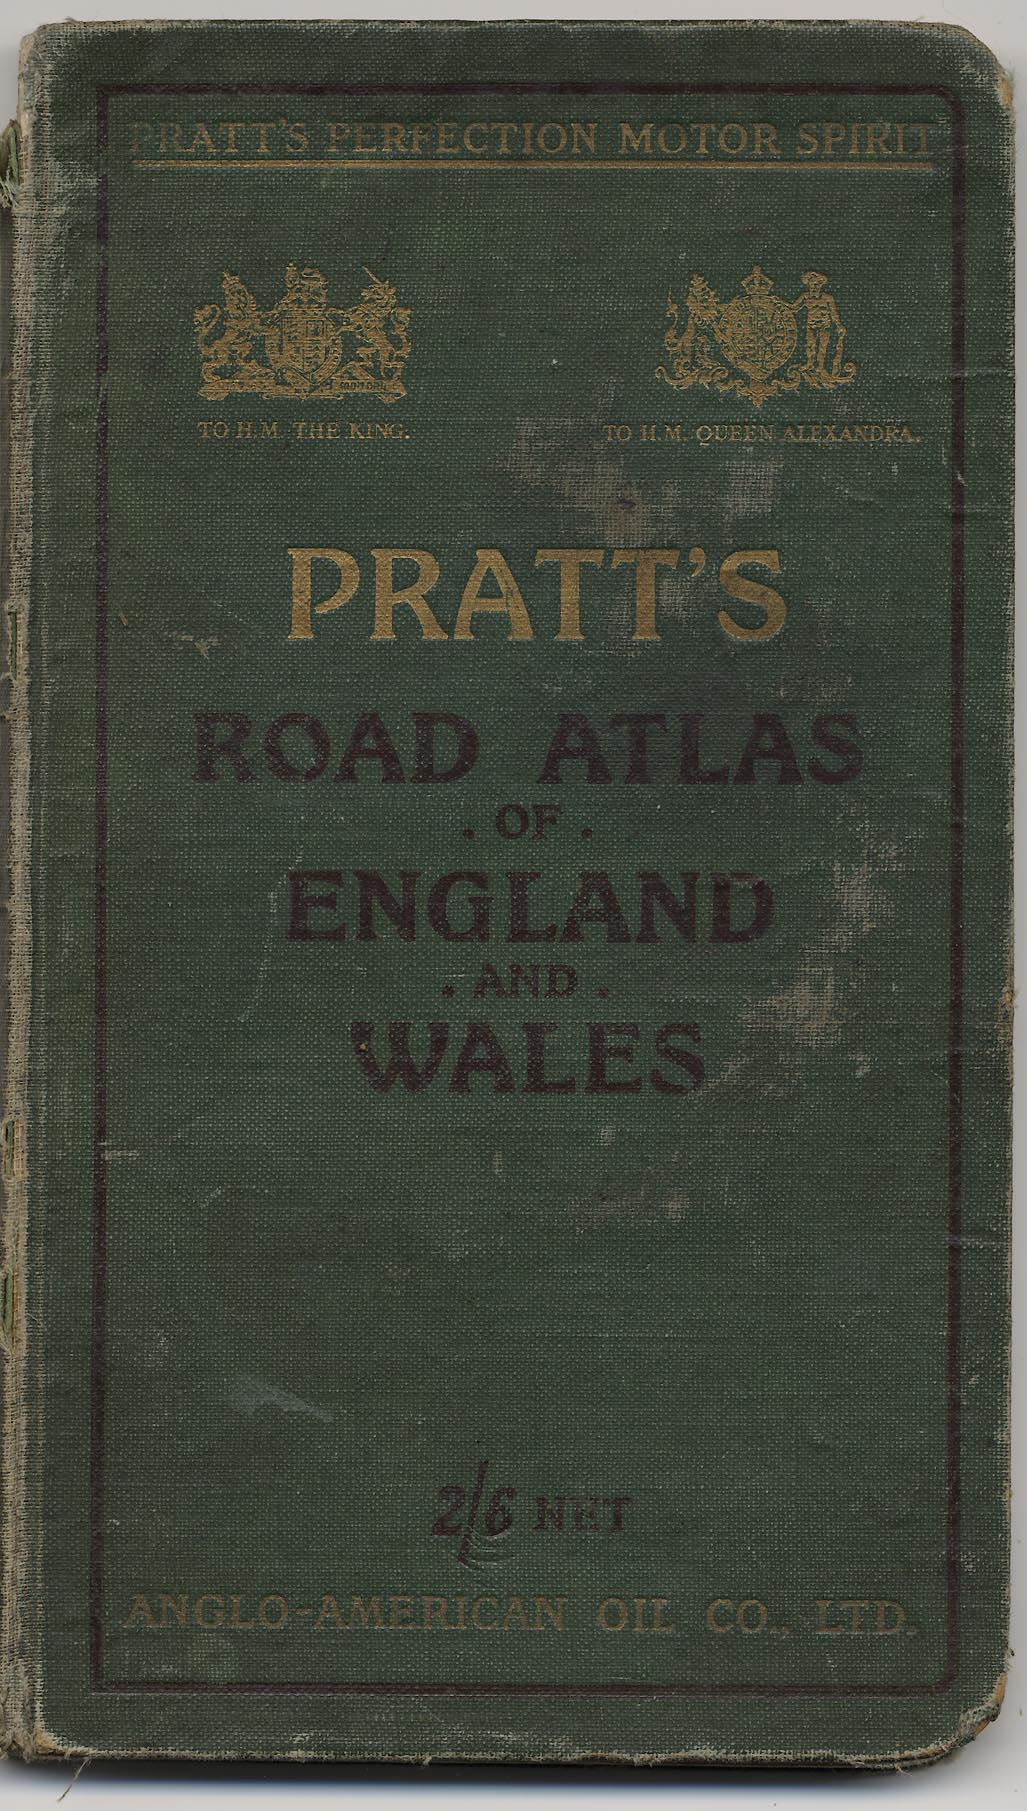 PRATT'S PERFECTION MOTOR SPIRIT
TO H.M. THE KING.
TO H.M. QUEEN ALEXANDRA.
PRATT'S
ROAD ATLAS
. OF .
ENGLAND
. AND .
WALES
2/6 NET
ANGLO-AMERICAN OIL CO., LTD.